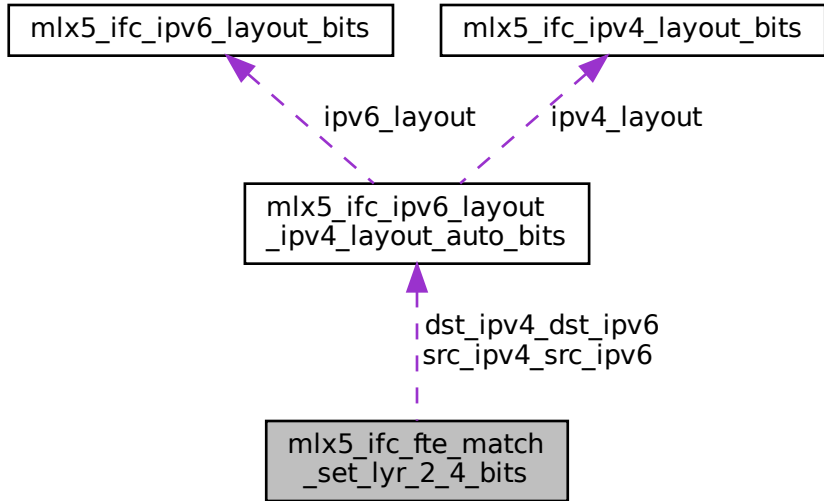 mlx5_ifc_ipv6_layout_bits
mlx5_ifc_ipv4_layout_bits
ipv6_layout
ipv4_layout
mlx5_ifc_ipv6_layout
_ipv4_layout_auto_bits
dst_ipv4_dst_ipv6
src_ipv4_src_ipv6
mlx5_ifc_fte_match
_set_lyr_2_4_bits